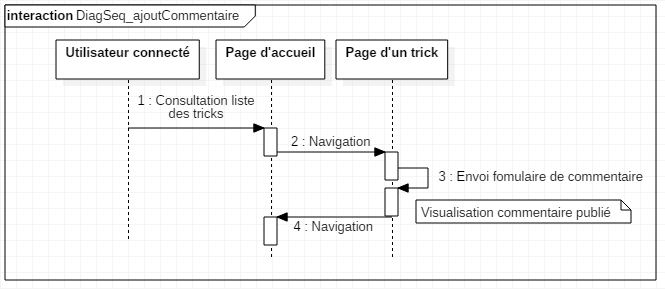 interaction DiagSeq_ajoutCommentaire
Utilisateur connecté
Page d'accueil
Page d'un trick
1 : Consultation liste
des tricks
2 : Navigation
3 : Envoi fomulaire de commentaire
Visualisation commentaire publié
4 : Navigation